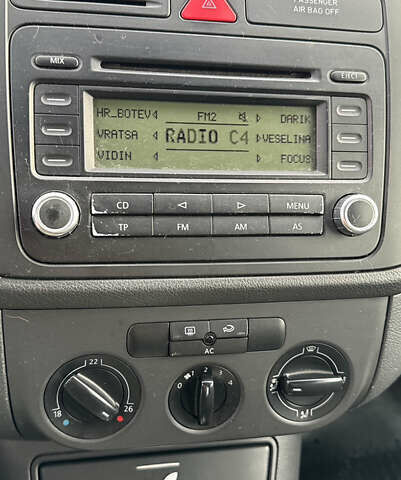 PASSENGER
AIR BAG OFF
MIX
EJECT
HR_BOTEV FM2 DARIK
VRATSA RADIO C4 VESELINA
VIDIN FOCUS
CD MENU
TP FM AM AS
AC
22
18 26
0 1 2 3 4